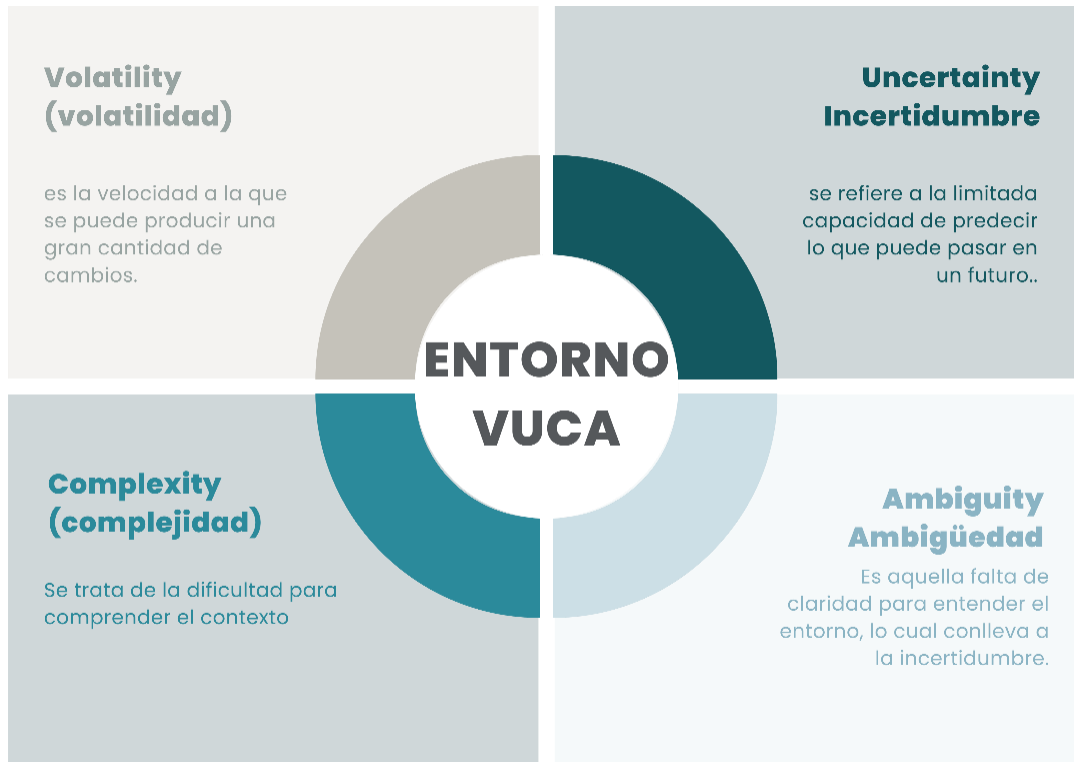 Volatility
(volatilidad)
es la velocidad a la que
se puede producir una
gran cantidad de
cambios.
Uncertainty
Incertidumbre
se refiere a la limitada
capacidad de predecir
lo que puede pasar en
un futuro..
ENTORNO
VUCA
Complexity
(complejidad)
Se trata de la dificultad para
comprender el contexto
Ambiguity
Ambigüedad
Es aquella falta de
claridad para entender el
entorno, lo cual conlleva a
la incertidumbre.